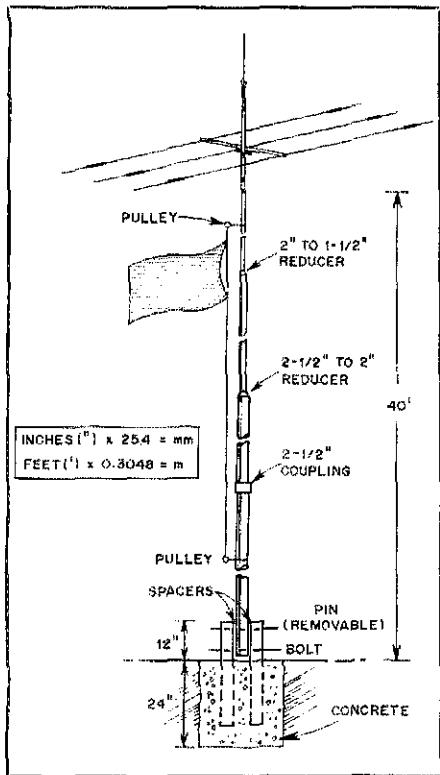 PULLEY
2" TO 1-1/2"
REDUCER
2-1/2" TO 2"
REDUCER
40'
INCHES (") x 25.4 = mm
FEET (') x 0.3048 = m
2-1/2"
COUPLING
PULLEY
SPACERS
PIN
(REMOVABLE)
12"
BOLT
24"
CONCRETE